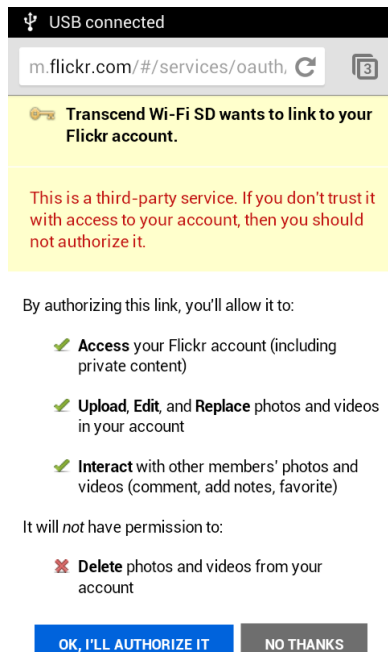 USB connected
m.flickr.com/#/services/oauth,
3
Transcend Wi-Fi SD wants to link to your
Flickr account.
This is a third-party service. If you don't trust it
with access to your account, then you should
not authorize it.
By authorizing this link, you'll allow it to:
Access your Flickr account (including
private content)
Upload, Edit, and Replace photos and videos
in your account
Interact with other members' photos and
videos (comment, add notes, favorite)
It will not have permission to:
Delete photos and videos from your
account
OK, I'LL AUTHORIZE IT
NO THANKS